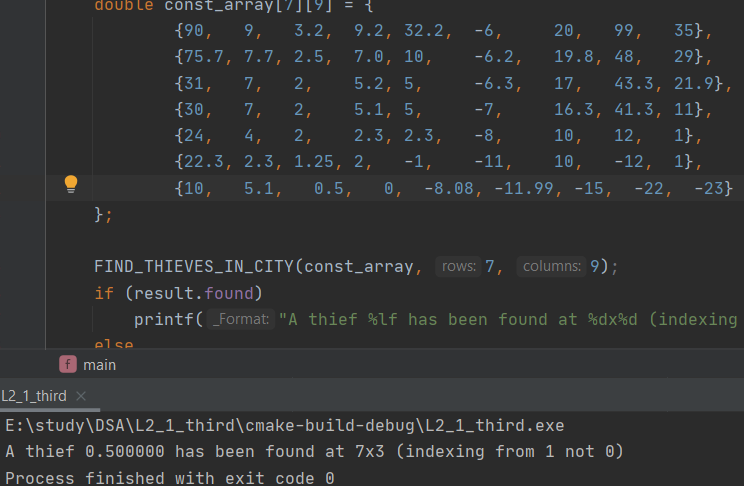 double const_array[7][9] = {
{90, 9, 3.2, 9.2, 32.2, -6, 20, 99, 35},
{75.7, 7.7, 2.5, 7.0, 10, -6.2, 19.8, 48, 29},
{31, 7, 2, 5.2, 5, -6.3, 17, 43.3, 21.9},
{30, 7, 2, 5.1, 5, -7, 16.3, 41.3, 11},
{24, 4, 2, 2.3, 2.3, -8, 10, 12, 1},
{22.3, 2.3, 1.25, 2, -1, -11, 10, -12, 1},
{10, 5.1, 0.5, 0, -8.08, -11.99, -15, -22, -23}
};
FIND_THIEVES_IN_CITY(const_array, rows: 7, columns: 9);
if (result.found)
printf( _Format: "A thief %lf has been found at %dx%d (indexing
else
f main
L2_1_third ×
E:\study\DSA\L2_1_third\cmake-build-debug\L2_1_third.exe
A thief 0.500000 has been found at 7x3 (indexing from 1 not 0)
Process finished with exit code 0